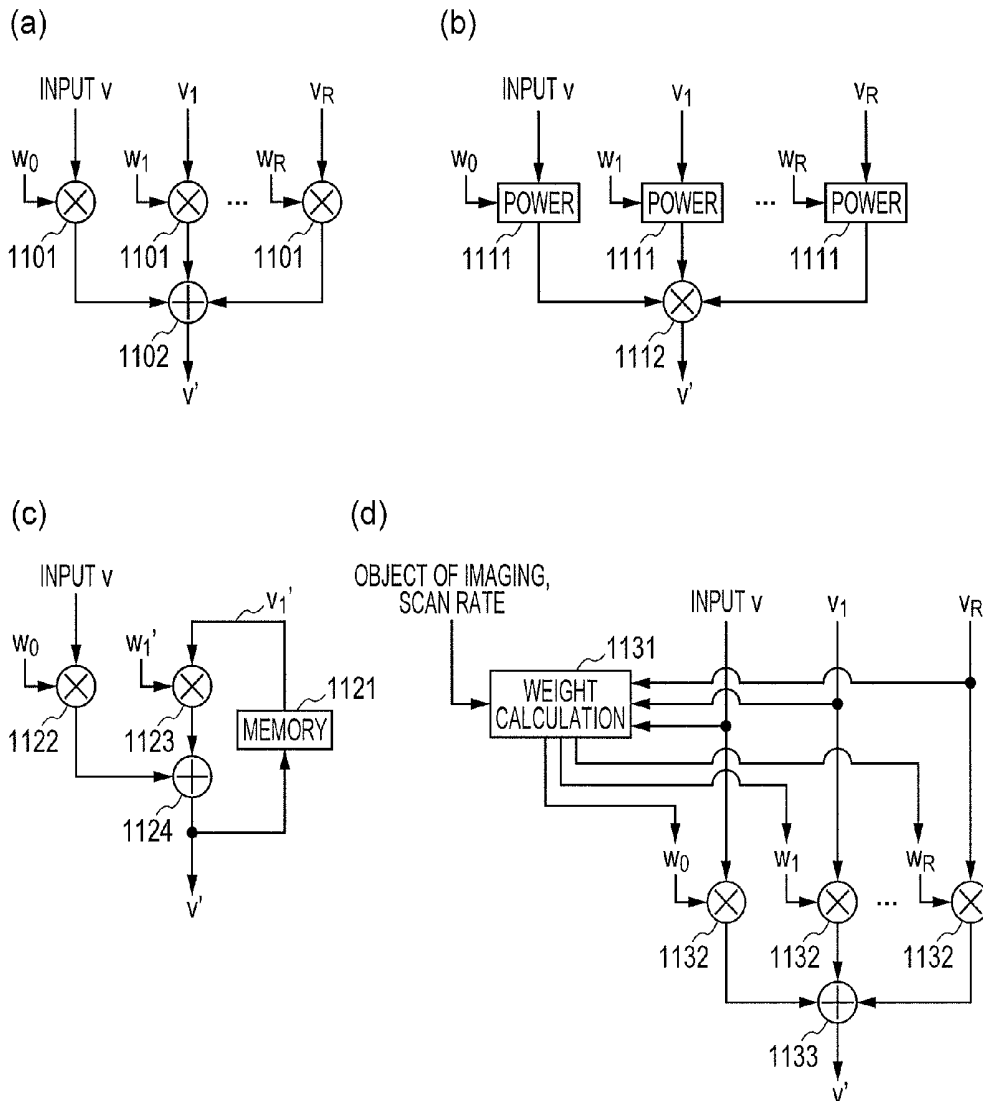 (a)
INPUT v v1 vR
w0 w1 wR
...
1101 1101 1101
1102
v'
(b)
INPUT v v1 vR
w0 w1 wR
POWER POWER ... POWER
1111 1111 1111
1112
v'
(c)
INPUT v
v1'
w0 w1'
1121
MEMORY
1122 1123
1124
v'
(d)
OBJECT OF IMAGING,
SCAN RATE
INPUT v v1 vR
1131
WEIGHT
CALCULATION
w0 w1 wR
...
1132 1132 1132
1133
v'